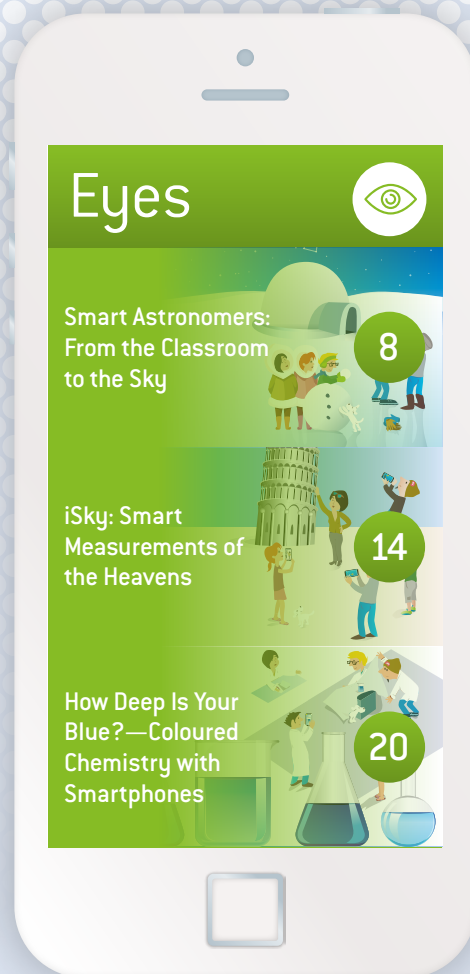 Eyes
Smart Astronomers:
From the Classroom
to the Sky
8
iSky: Smart
Measurements of
the Heavens
14
How Deep Is Your
Blue?—Coloured
Chemistry with
Smartphones
20